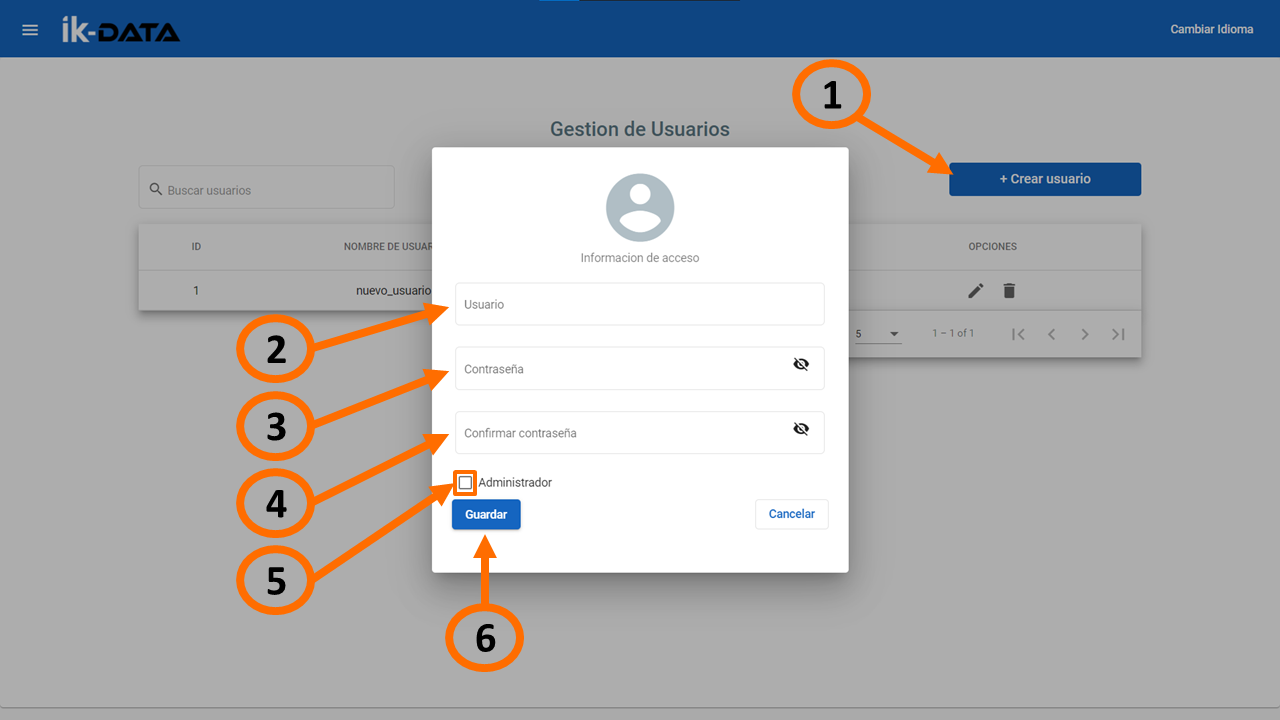 ik-DATA
Cambiar Idioma
1
Gestion de Usuarios
Buscar usuarios
+ Crear usuario
ID
NOMBRE DE USUAR
OPCIONES
1
nuevo_usuario
5
1 – 1 of 1
Informacion de acceso
Usuario
2
Contraseña
3
Confirmar contraseña
4
Administrador
5
Guardar
Cancelar
6